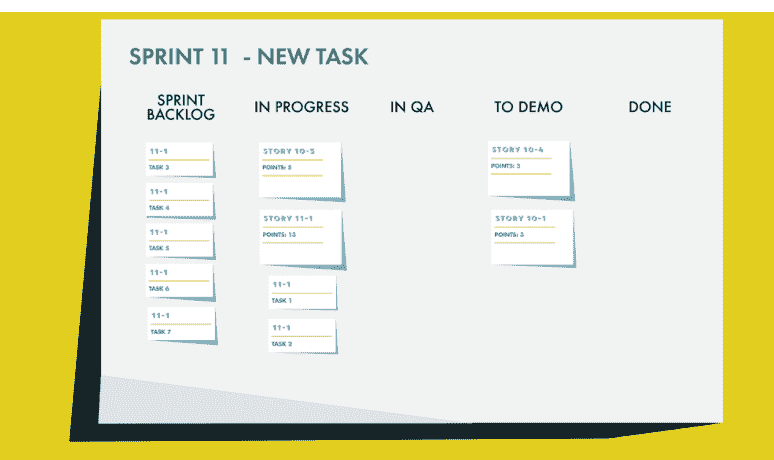 SPRINT 11 - NEW TASK
SPRINT
BACKLOG
IN PROGRESS
IN QA
TO DEMO
DONE
11-1
TASK 3
11-1
TASK 4
11-1
TASK 5
11-1
TASK 6
11-1
TASK 7
STORY 10-5
POINTS: 5
STORY 11-1
POINTS: 13
11-1
TASK 1
11-1
TASK 2
STORY 10-4
POINTS: 3
STORY 10-1
POINTS: 3